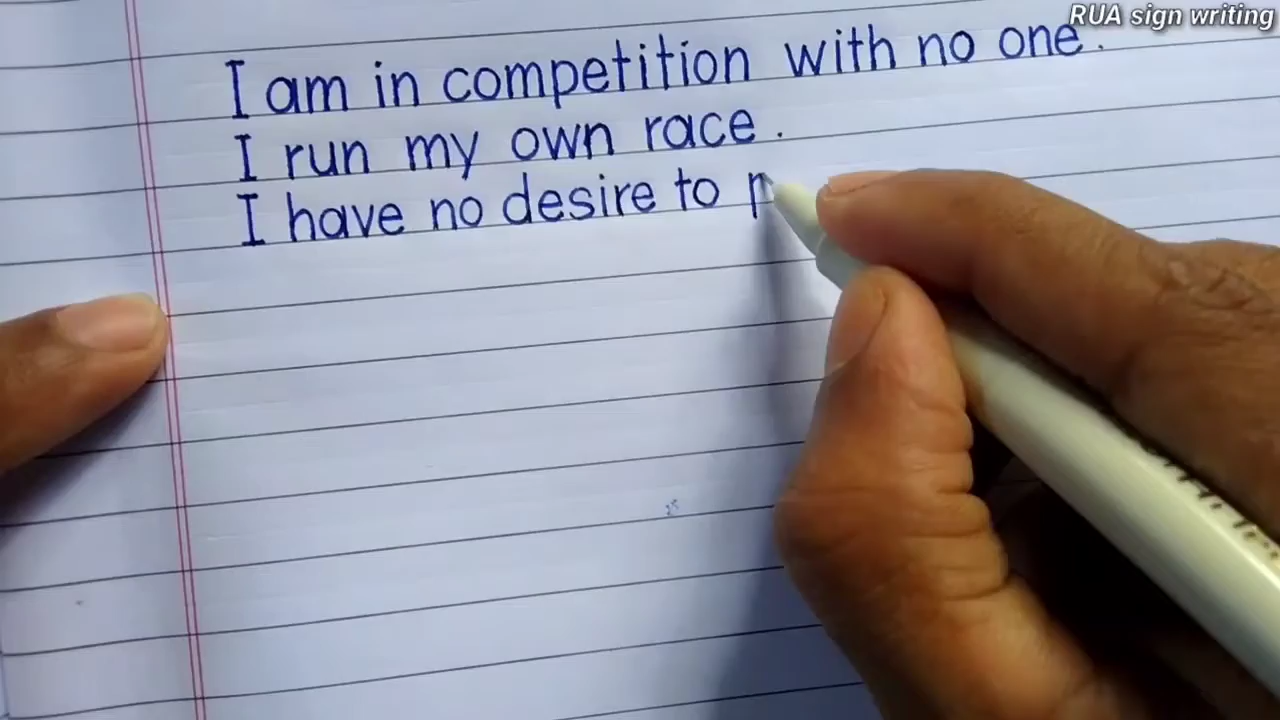 RUA sign writing
I am in competition with no one.
I run my own race.
I have no desire to